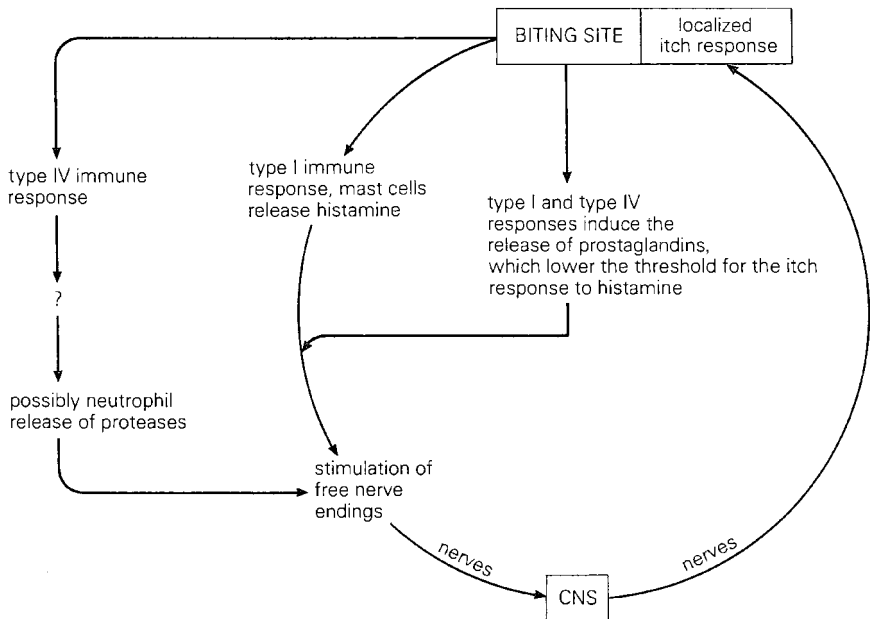 BITING SITE
localized
itch response
type IV immune
response
?
possibly neutrophil
release of proteases
type I immune
response, mast cells
release histamine
type I and type IV
responses induce the
release of prostaglandins,
which lower the threshold for the itch
response to histamine
stimulation of
free nerve
endings
nerves
CNS
nerves